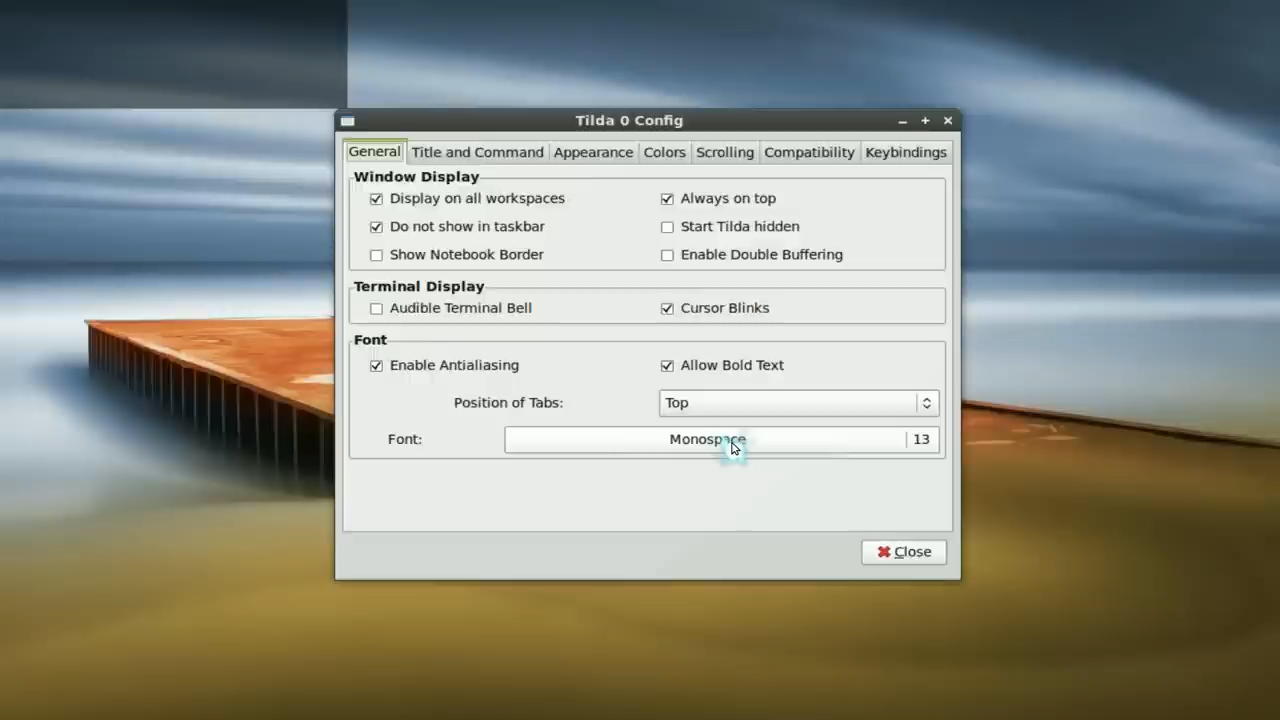 Tilda 0 Config
General Title and Command Appearance Colors Scrolling Compatibility Keybindings
Window Display
Display on all workspaces Always on top
Do not show in taskbar Start Tilda hidden
Show Notebook Border Enable Double Buffering
Terminal Display
Audible Terminal Bell Cursor Blinks
Font
Enable Antialiasing Allow Bold Text
Position of Tabs: Top
Font: Monospace 13
Close